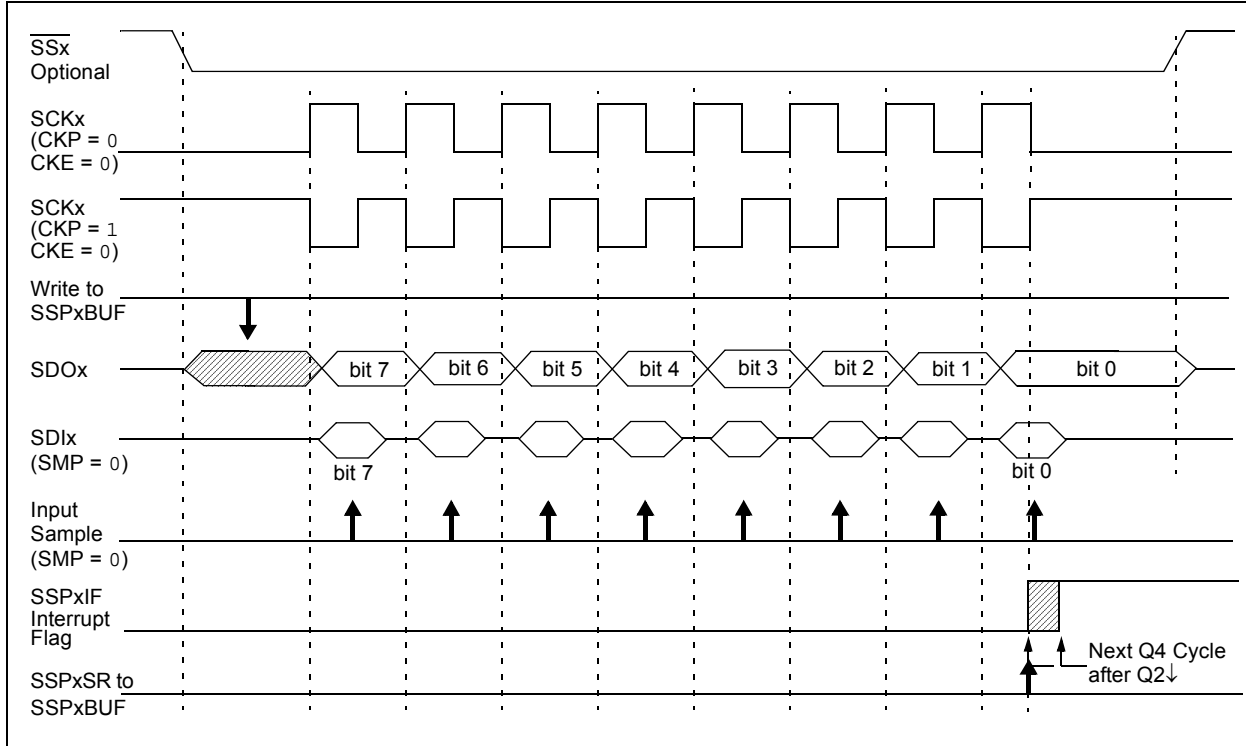 SSx
Optional
SCKx
(CKP = 0
CKE = 0)
SCKx
(CKP = 1
CKE = 0)
Write to
SSPxBUF
SDOx
bit 7
bit 6
bit 5
bit 4
bit 3
bit 2
bit 1
bit 0
SDIx
(SMP = 0)
bit 7
bit 0
Input
Sample
(SMP = 0)
SSPxIF
Interrupt
Flag
Next Q4 Cycle
after Q2↓
SSPxSR to
SSPxBUF